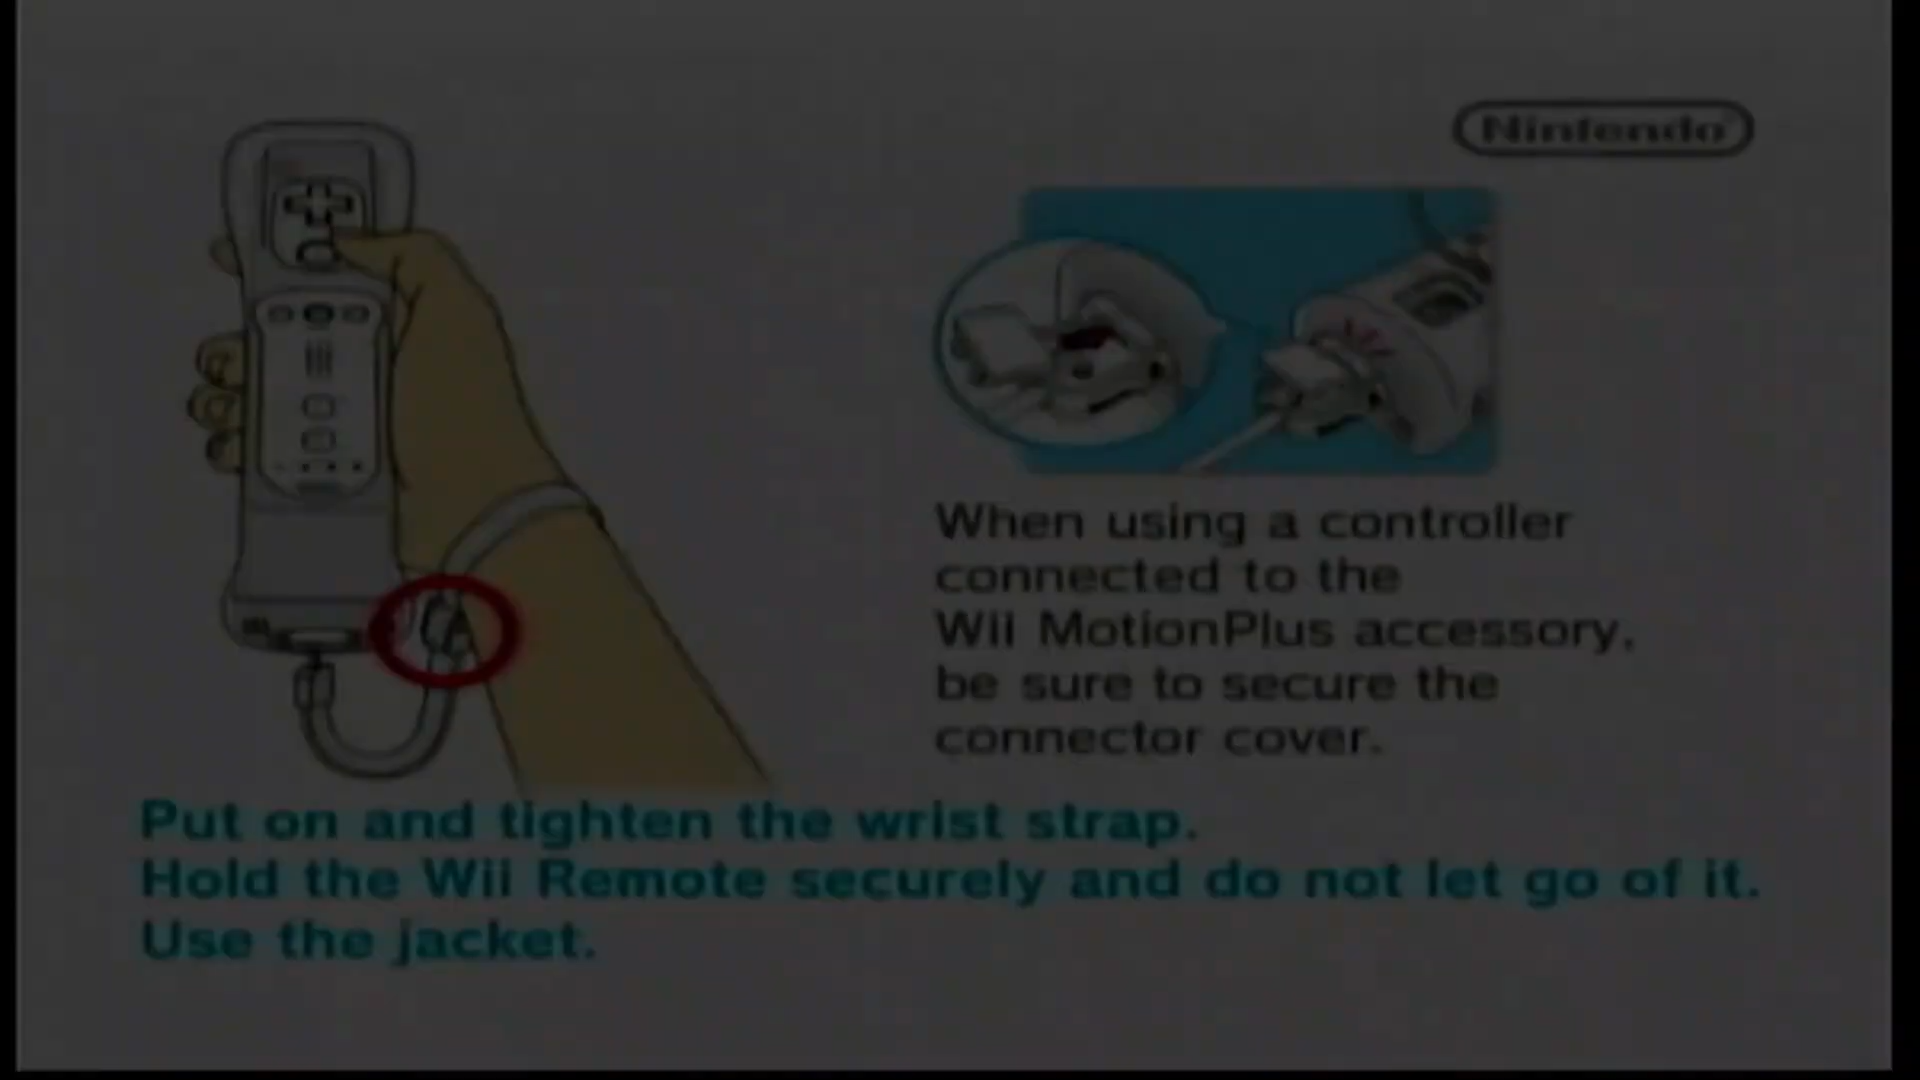 Nintendo
When using a controller
connected to the
Wii MotionPlus accessory,
be sure to secure the
connector cover.
Put on and tighten the wrist strap.
Hold the Wii Remote securely and do not let go of it.
Use the jacket.